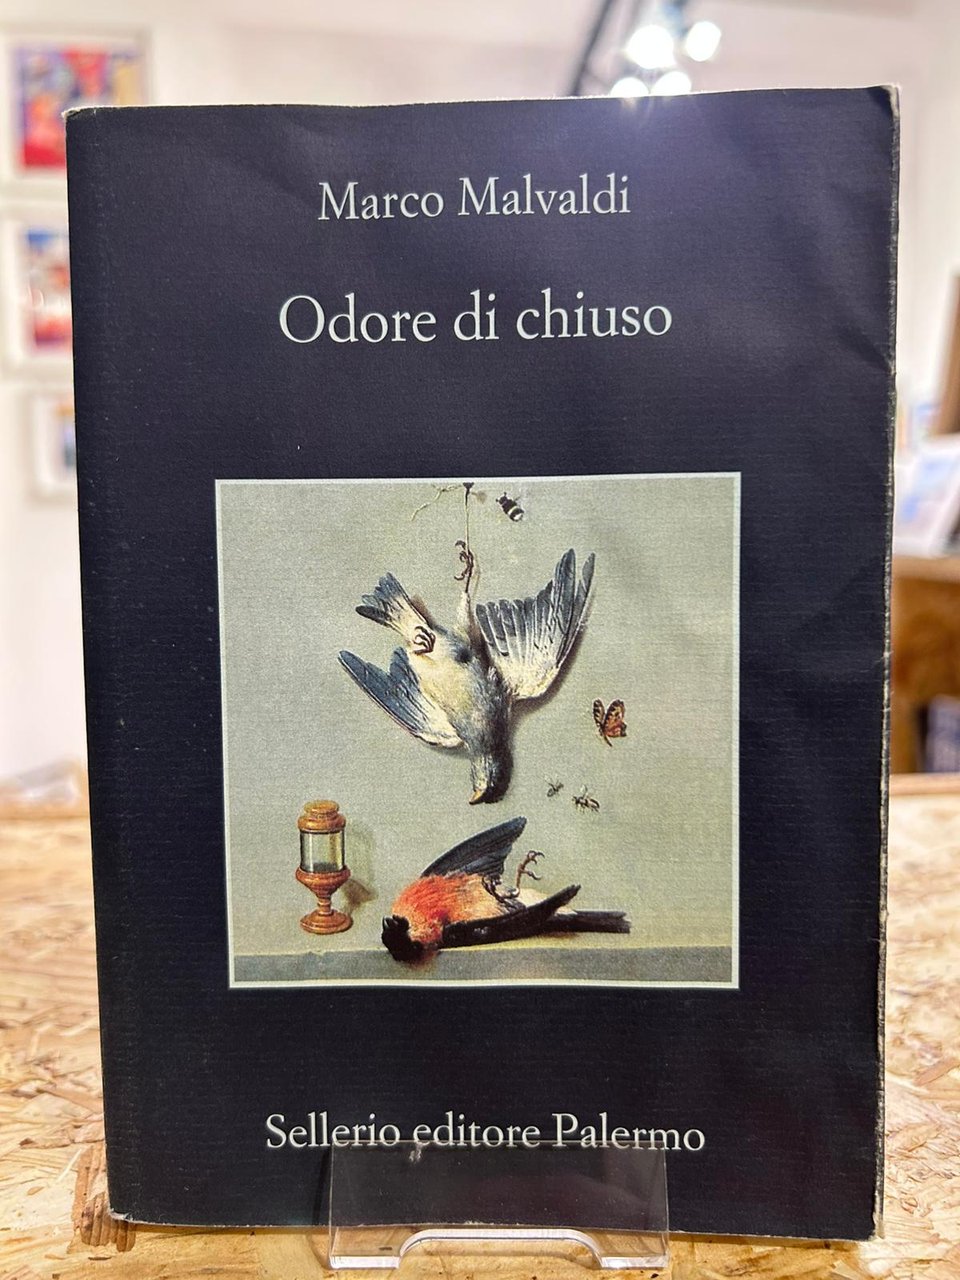 Marco Malvaldi
Odore di chiuso
Sellerio editore Palermo